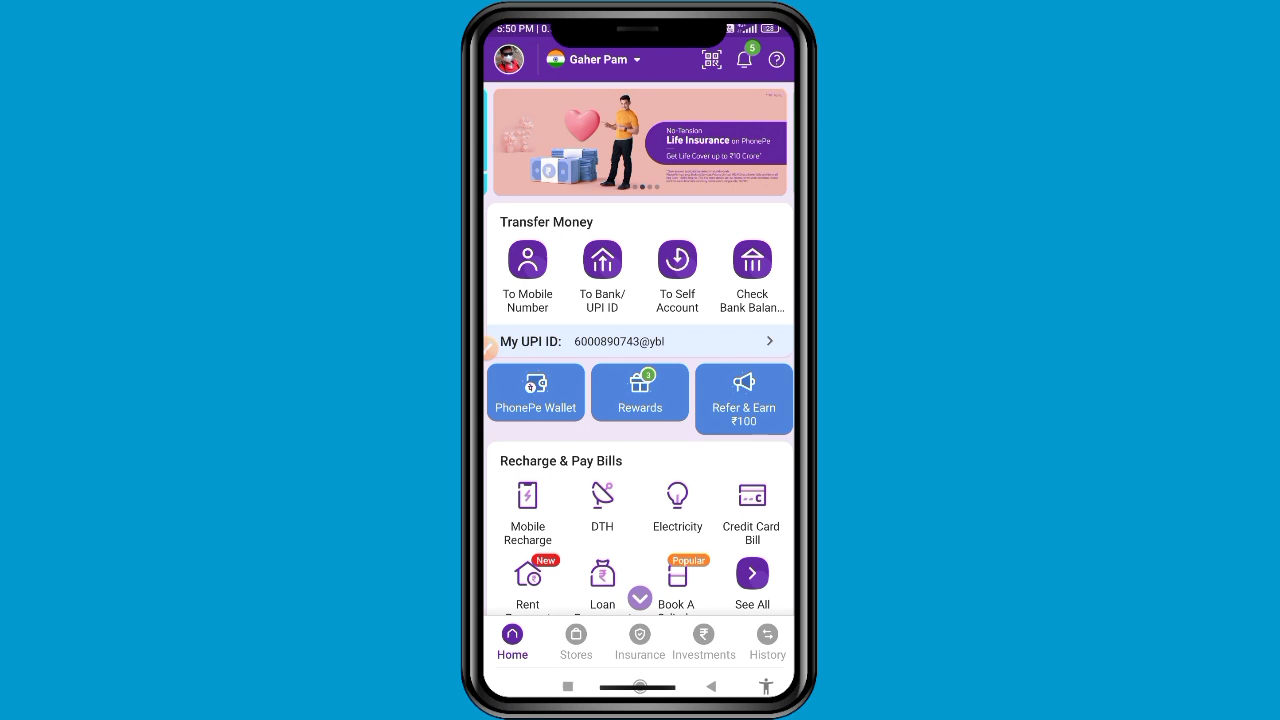 5:50 PM | 0.
Gaher Pam
5
No-Tension
Life Insurance on PhonePe
Get Life Cover up to ₹10 Crore*
Transfer Money
To Mobile
Number
To Bank/
UPI ID
To Self
Account
Check
Bank Balan...
My UPI ID: 6000890743@ybl
PhonePe Wallet
3
Rewards
Refer & Earn
₹100
Recharge & Pay Bills
Mobile
Recharge
DTH
Electricity
Credit Card
Bill
New
Rent
Loan
Popular
Book A
See All
Home
Stores
Insurance
Investments
History